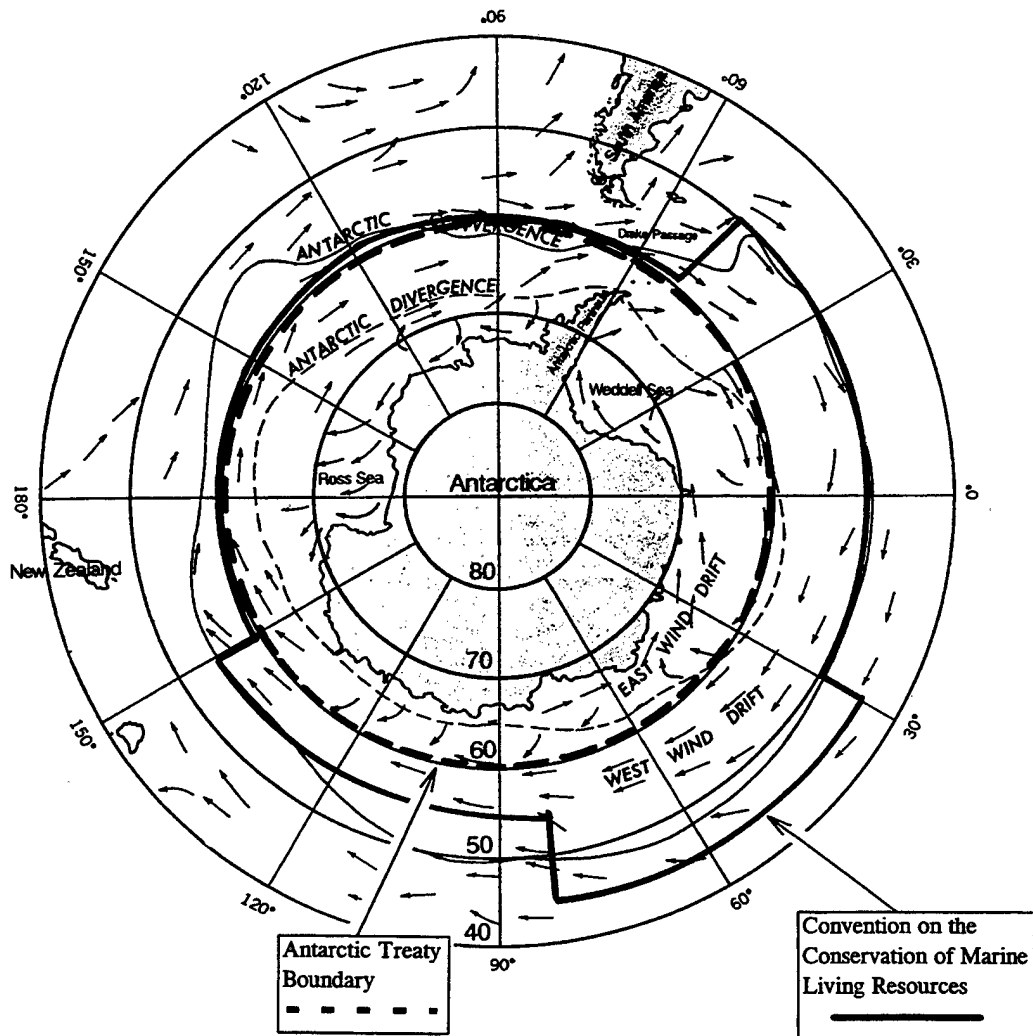 90°
120°
60°
South America
ANTARCTIC
CONVERGENCE
Drake Passage
150°
30°
ANTARCTIC DIVERGENCE
Antarctic
Weddell Sea
Ross Sea
Antarctica
180°
0°
New Zealand
80
EAST WIND DRIFT
70
WEST WIND DRIFT
60
150°
30°
50
120°
60°
40
90°
Antarctic Treaty
Boundary
Convention on the
Conservation of Marine
Living Resources